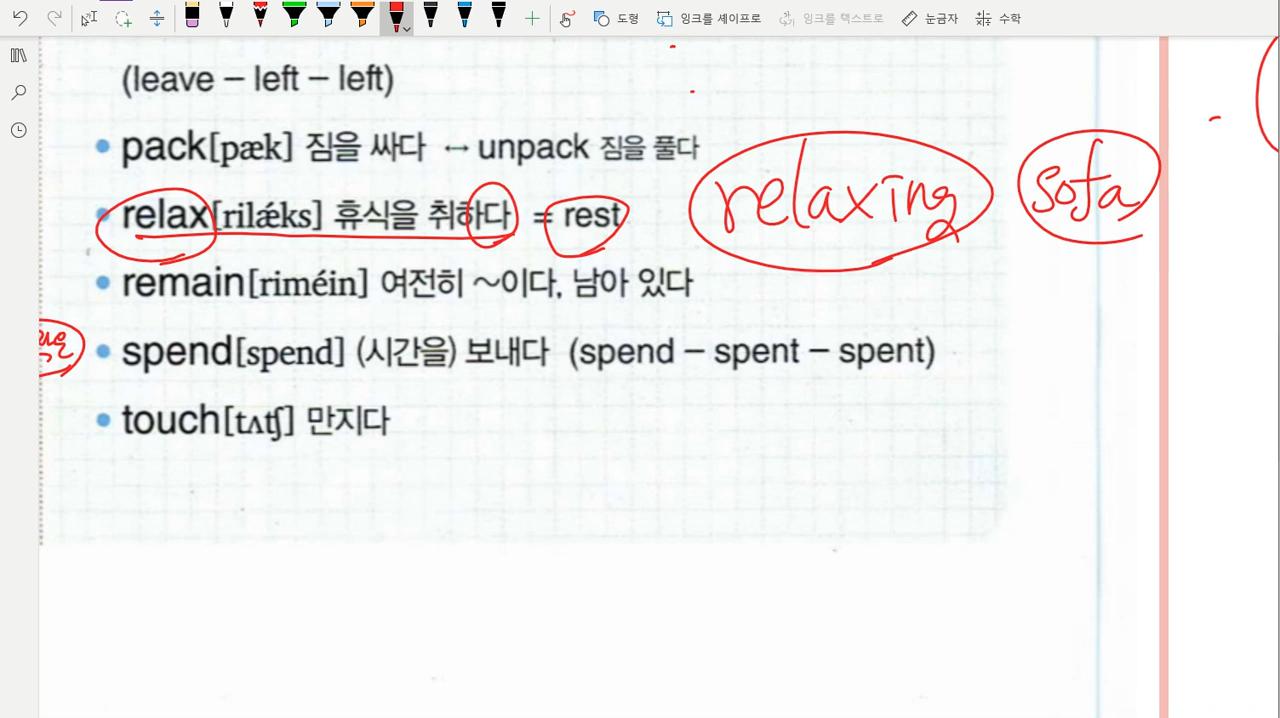 도형 잉크를 셰이프로 잉크를 텍스트로 눈금자 수학
(leave – left – left)
pack[pæk] 짐을 싸다 ↔ unpack 짐을 풀다
relax[rilǽks] 휴식을 취하다 = rest relaxing sofa
remain[riméin] 여전히 ~이다, 남아 있다
spend[spend] (시간을) 보내다 (spend – spent – spent)
touch[tʌtʃ] 만지다